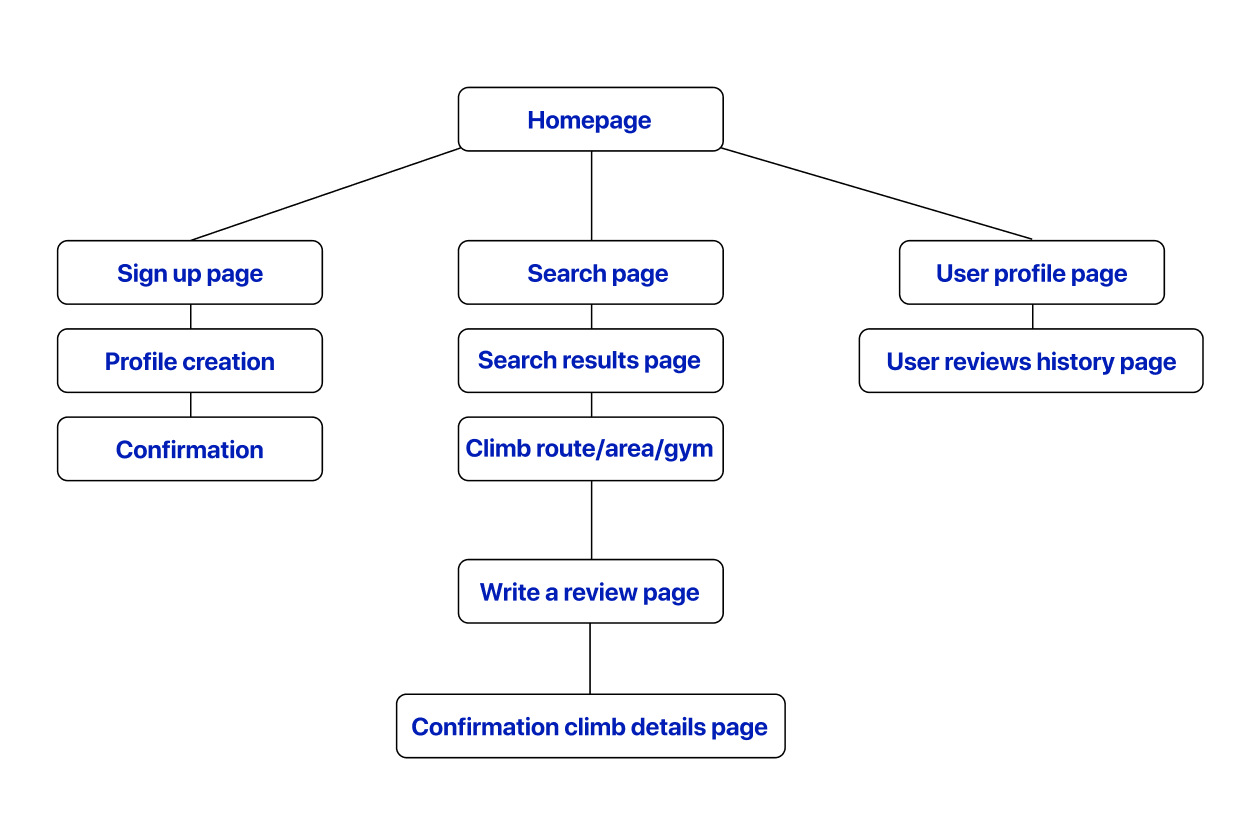 Homepage
Sign up page
Search page
User profile page
Profile creation
Search results page
User reviews history page
Confirmation
Climb route/area/gym
Write a review page
Confirmation climb details page